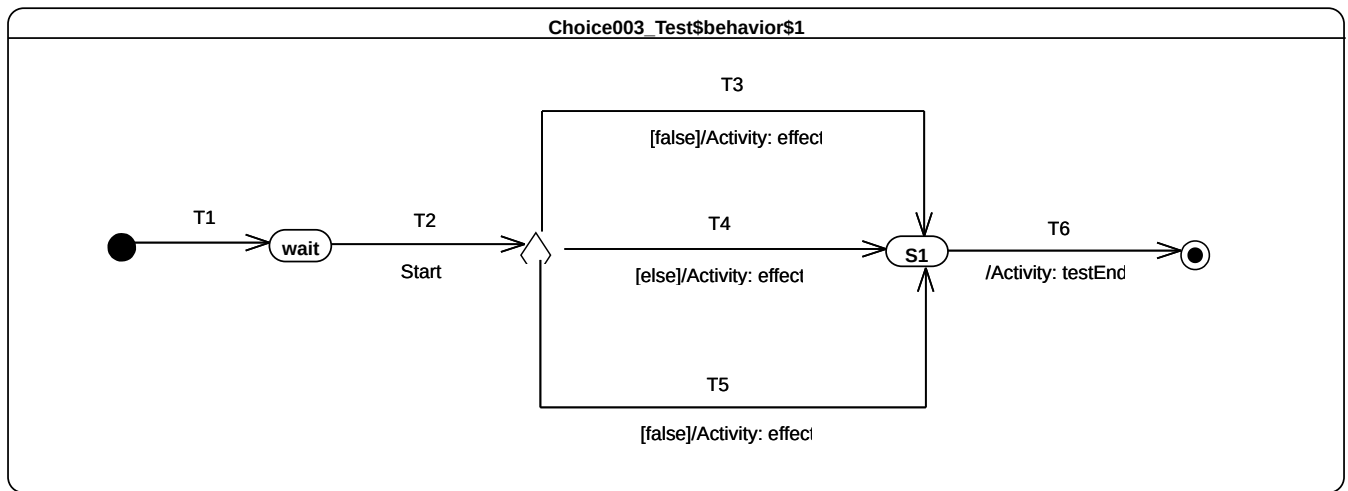 Choice003_Test$behavior$1
T3
[false]/Activity: effect
T1
T2
T4
T6
wait
S1
Start
[else]/Activity: effect
/Activity: testEnd
T5
[false]/Activity: effect